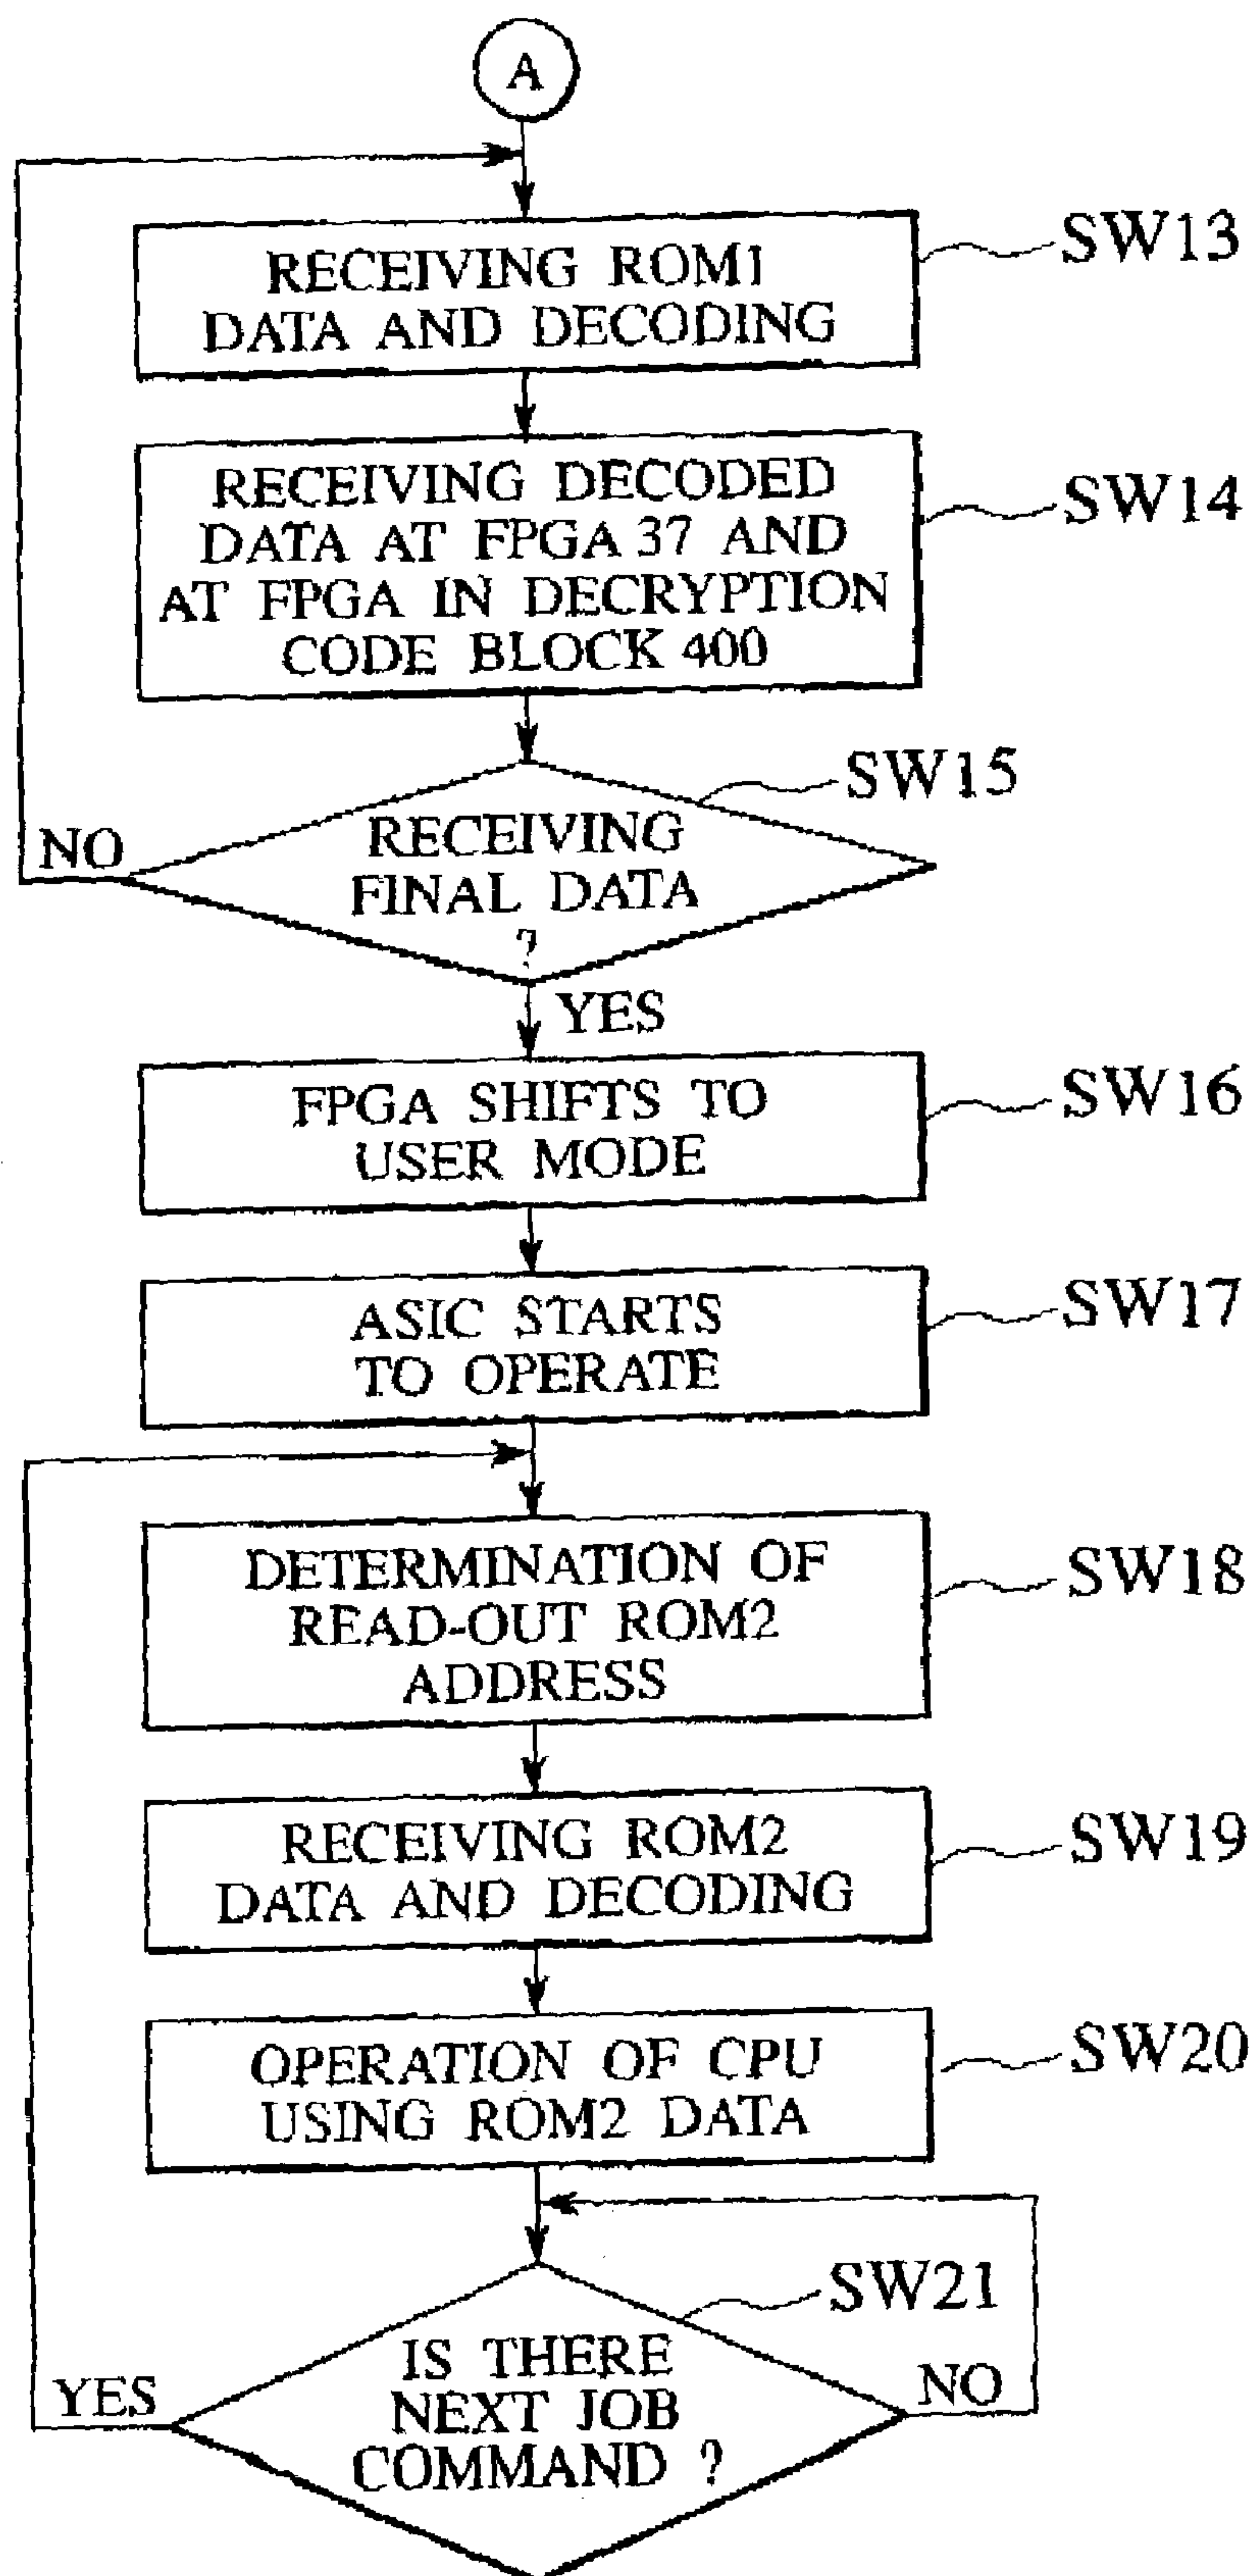 A
RECEIVING ROM1
DATA AND DECODING
SW13
RECEIVING DECODED
DATA AT FPGA 37 AND
AT FPGA IN DECRYPTION
CODE BLOCK 400
SW14
SW15
RECEIVING
FINAL DATA
?
NO
YES
FPGA SHIFTS TO
USER MODE
SW16
ASIC STARTS
TO OPERATE
SW17
DETERMINATION OF
READ-OUT ROM2
ADDRESS
SW18
RECEIVING ROM2
DATA AND DECODING
SW19
OPERATION OF CPU
USING ROM2 DATA
SW20
SW21
IS THERE
NEXT JOB
COMMAND ?
YES
NO